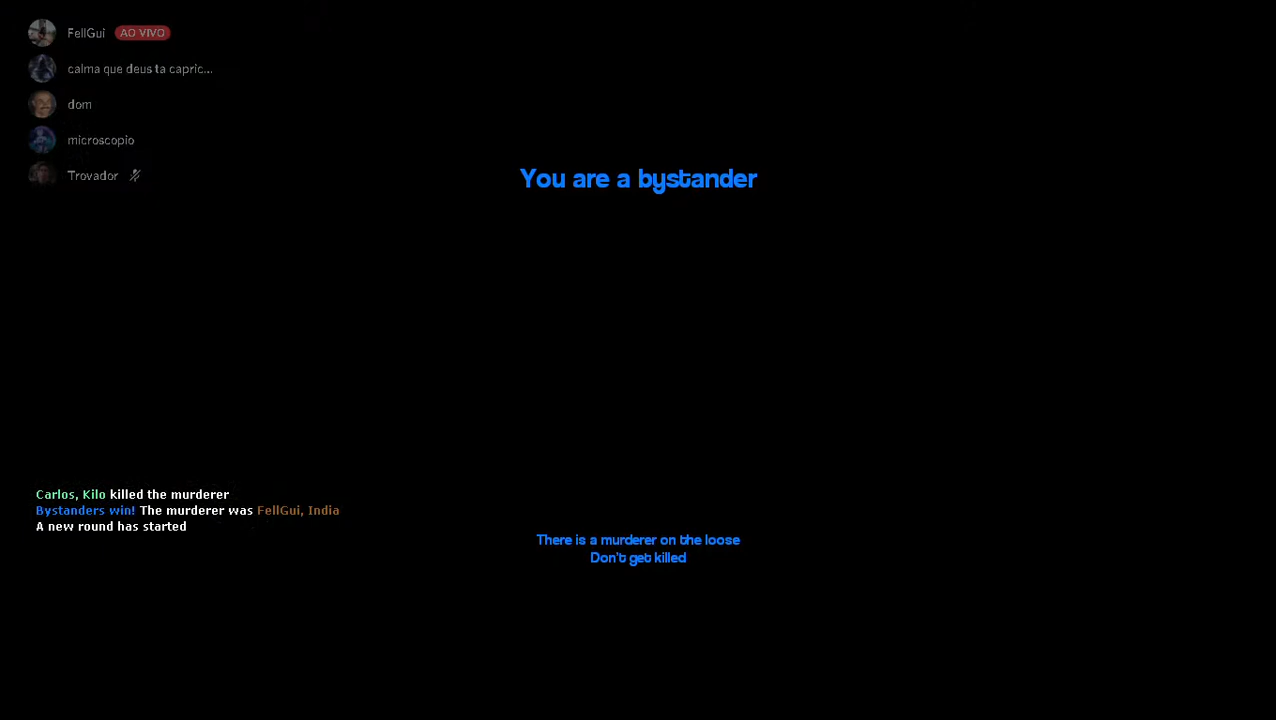 FellGui AO VIVO
calma que deus ta capric...
dom
microscopio
Trovador
You are a bystander
Carlos, Kilo killed the murderer
Bystanders win! The murderer was FellGui, India
A new round has started
There is a murderer on the loose
Don't get killed